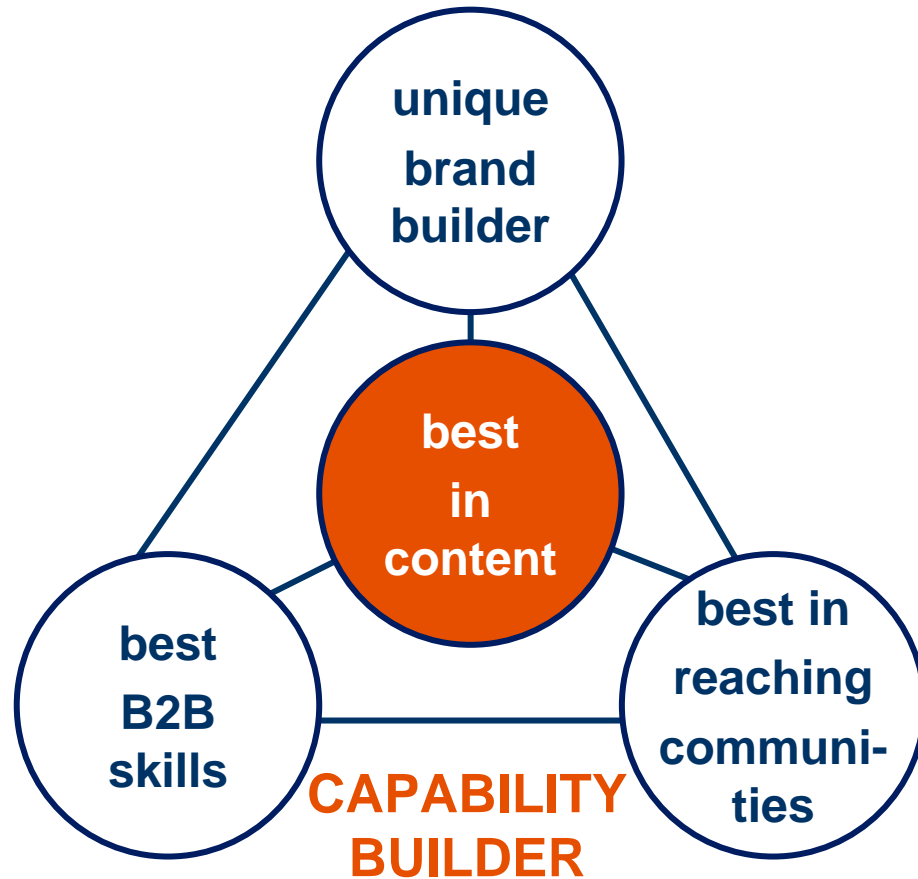 unique
brand
builder
best
in
content
best
B2B
skills
best in
reaching
communi-
ties
CAPABILITY
BUILDER